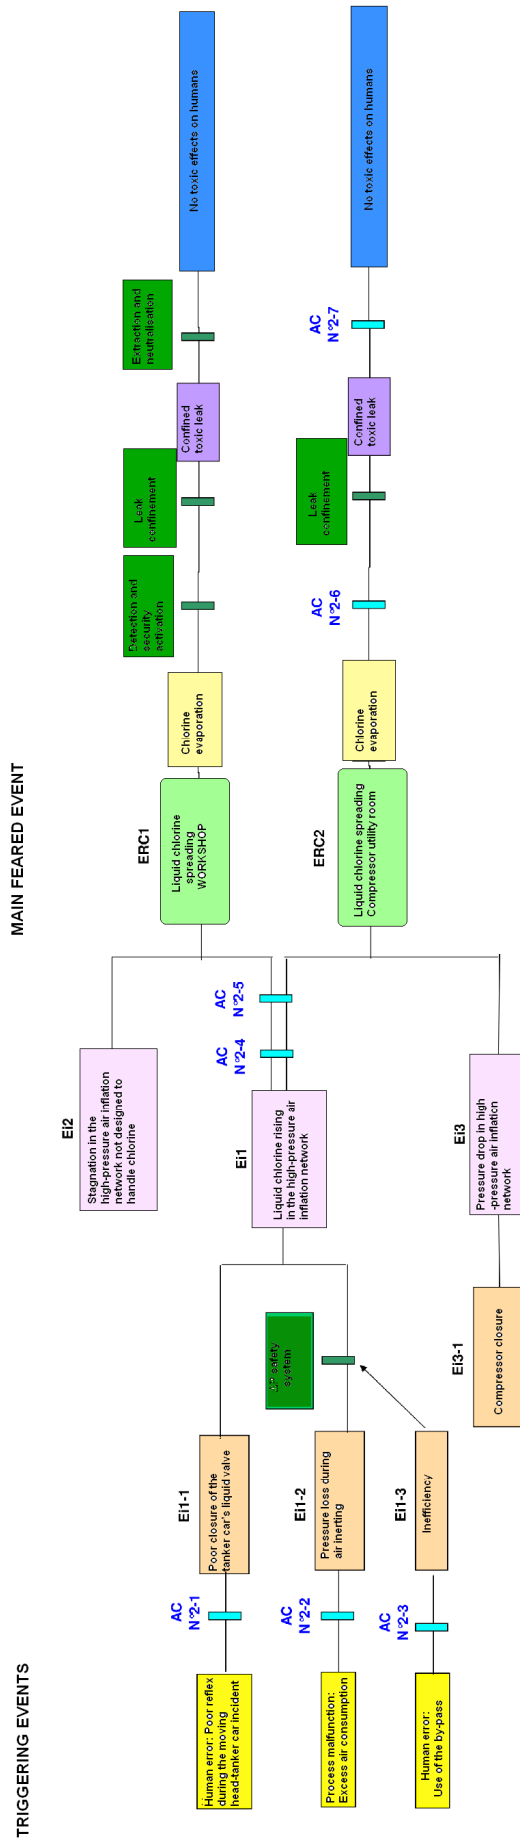 TRIGGERING EVENTS
MAIN FEARED EVENT
Human error: Poor reflex
during the moving
head-tanker car incident
AC
N°2-1
Ei1-1
Poor closure of the
tanker car's liquid valve
Process malfunction:
Excess air consumption
AC
N°2-2
Ei1-2
Pressure loss during
air inerting
Human error:
Use of the by-pass
AC
N°2-3
Ei1-3
Inefficiency
ΔP safety
system
Ei3-1
Compressor closure
Ei2
Stagnation in the
high-pressure air inflation
network not designed to
handle chlorine
Ei1
Liquid chlorine rising
in the high-pressure air
inflation network
Ei3
Pressure drop in high
-pressure air inflation
network
AC
N°2-4
AC
N°2-5
ERC1
Liquid chlorine
spreading
WORKSHOP
Chlorine
evaporation
Detection and
security
activation
Leak
confinement
Confined
toxic leak
Extraction and
neutralisation
No toxic effects on humans
ERC2
Liquid chlorine spreading
Compressor utility room
Chlorine
evaporation
AC
N°2-6
Leak
confinement
Confined
toxic leak
AC
N°2-7
No toxic effects on humans